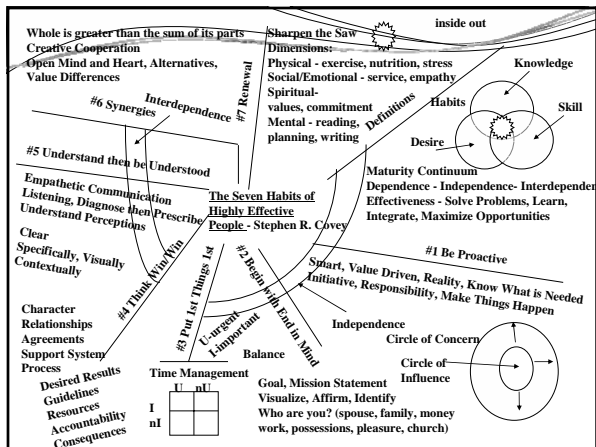 inside out
Whole is greater than the sum of its parts
Creative Cooperation
Open Mind and Heart, Alternatives,
Value Differences
#7 Renewal
Sharpen the Saw
Dimensions:
Physical - exercise, nutrition, stress
Social/Emotional - service, empathy
Spiritual-
values, commitment
Mental - reading,
planning, writing
Definitions
Knowledge
Habits
Skill
Desire
Maturity Continuum
Dependence - Independence- Interdependen
Effectiveness - Solve Problems, Learn,
Integrate, Maximize Opportunities
#6 Synergies
Interdependence
#5 Understand then be Understood
Empathetic Communication
Listening, Diagnose then Prescribe
Understand Perceptions
The Seven Habits of
Highly Effective
People - Stephen R. Covey
Clear
Specifically, Visually
Contextually
#4 Think Win/Win
Character
Relationships
Agreements
Support System
Process
Desired Results
Guidelines
Resources
Accountability
Consequences
#3 Put 1st Things 1st
U-urgent
I-important
Time Management
U nU
I
nI
#2 Begin with End in Mind
Balance
Goal, Mission Statement
Visualize, Affirm, Identify
Who are you? (spouse, family, money
work, possessions, pleasure, church)
#1 Be Proactive
Smart, Value Driven, Reality, Know What is Needed
Initiative, Responsibility, Make Things Happen
Independence
Circle of Concern
Circle of
Influence